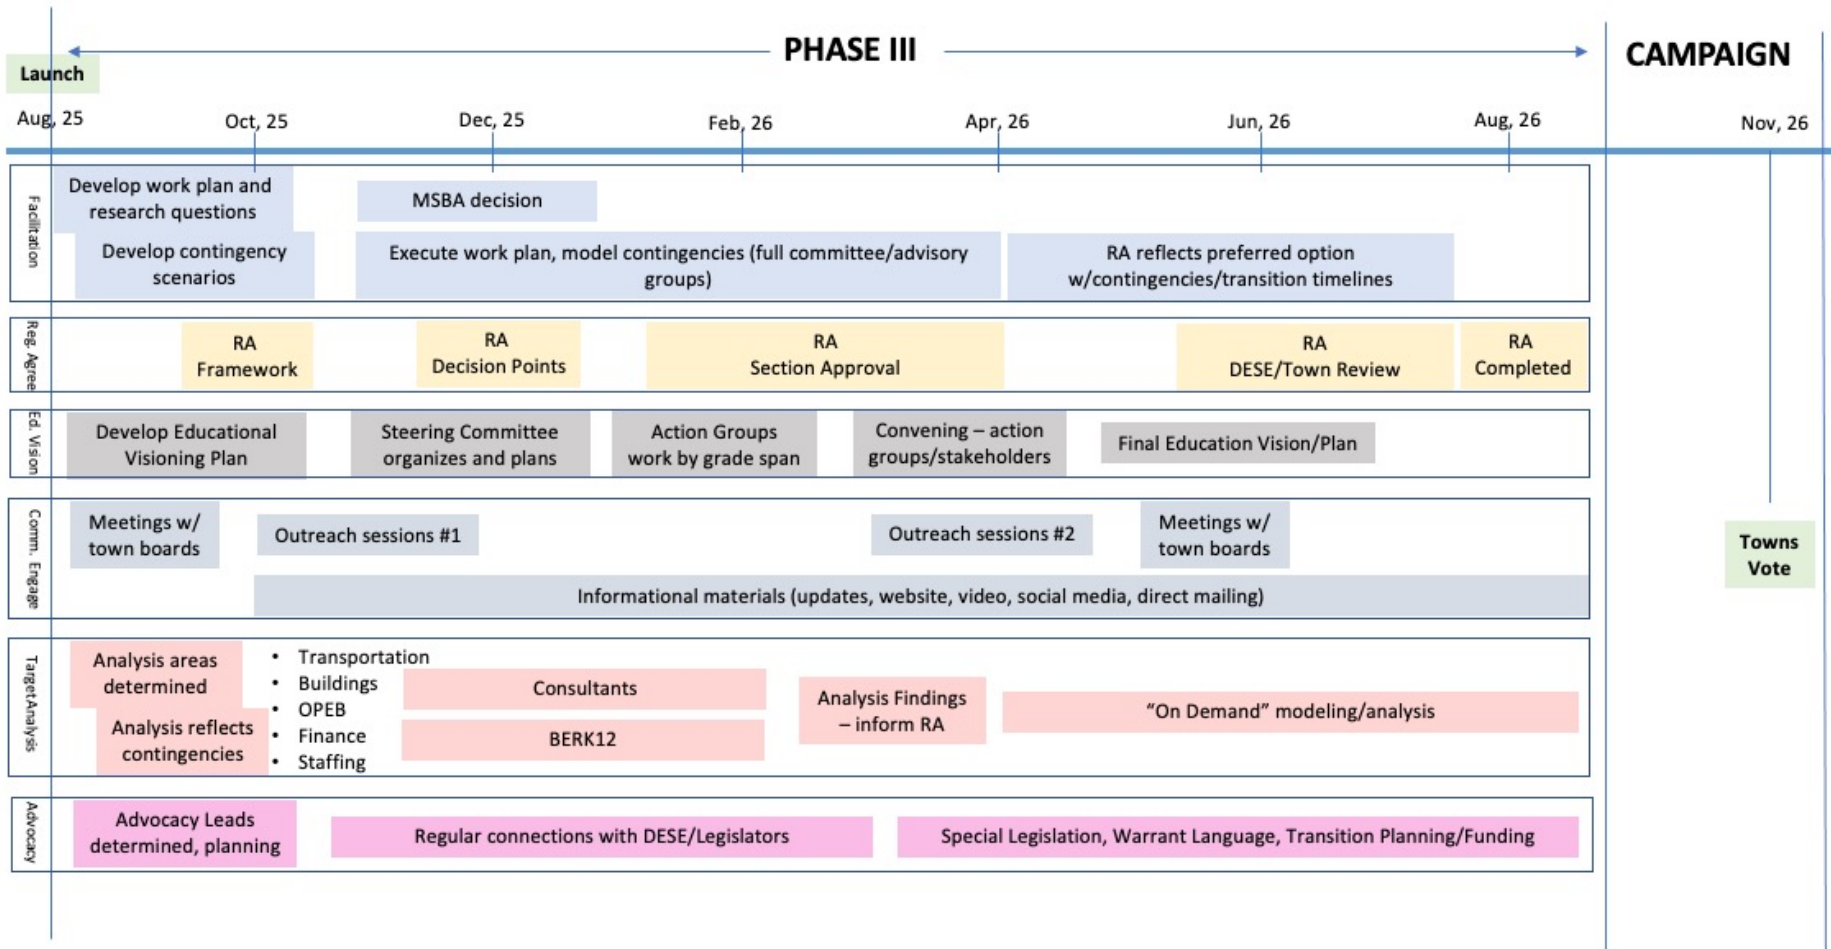 PHASE III
CAMPAIGN
Launch
Aug, 25
Oct, 25
Dec, 25
Feb, 26
Apr, 26
Jun, 26
Aug, 26
Nov, 26
Facilitation
Develop work plan and
research questions
MSBA decision
Develop contingency
scenarios
Execute work plan, model contingencies (full committee/advisory
groups)
RA reflects preferred option
w/contingencies/transition timelines
Reg. Agree
RA
Framework
RA
Decision Points
RA
Section Approval
RA
DESE/Town Review
RA
Completed
Ed. Vision
Develop Educational
Visioning Plan
Steering Committee
organizes and plans
Action Groups
work by grade span
Convening – action
groups/stakeholders
Final Education Vision/Plan
Comm. Engage
Meetings w/
town boards
Outreach sessions #1
Outreach sessions #2
Meetings w/
town boards
Informational materials (updates, website, video, social media, direct mailing)
Towns
Vote
TargetAnalysis
Analysis areas
determined
Analysis reflects
contingencies
• Transportation
• Buildings
• OPEB
• Finance
• Staffing
Consultants
BERK12
Analysis Findings
– inform RA
“On Demand” modeling/analysis
Advocacy
Advocacy Leads
determined, planning
Regular connections with DESE/Legislators
Special Legislation, Warrant Language, Transition Planning/Funding